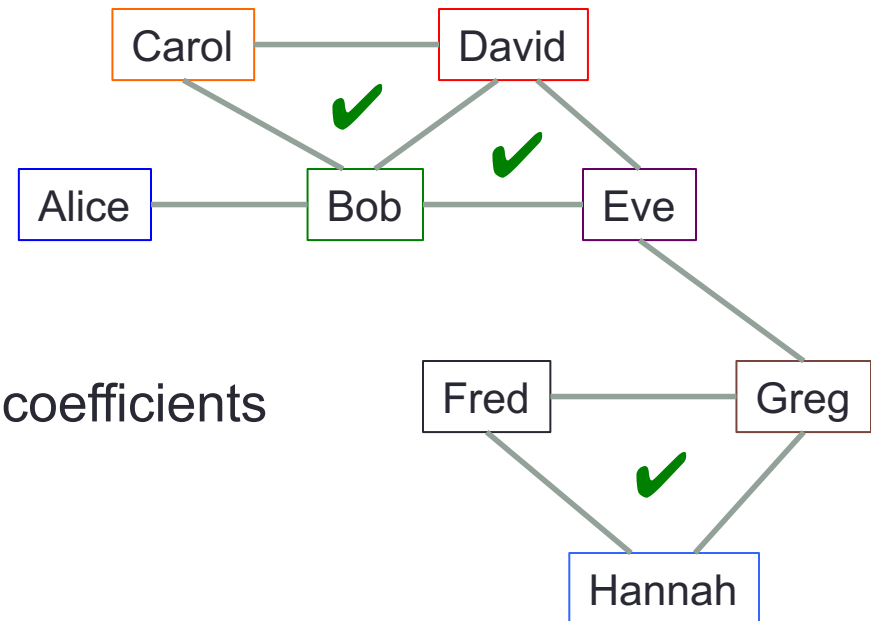 Carol
David
Alice
Bob
Eve
coefficients
Fred
Greg
Hannah